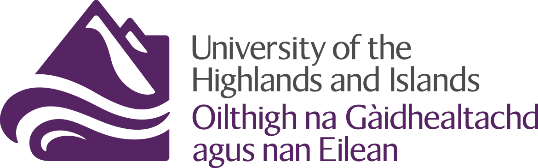 University of the
Highlands and Islands
Oilthigh na Gàidhealtachd
agus nan Eilean